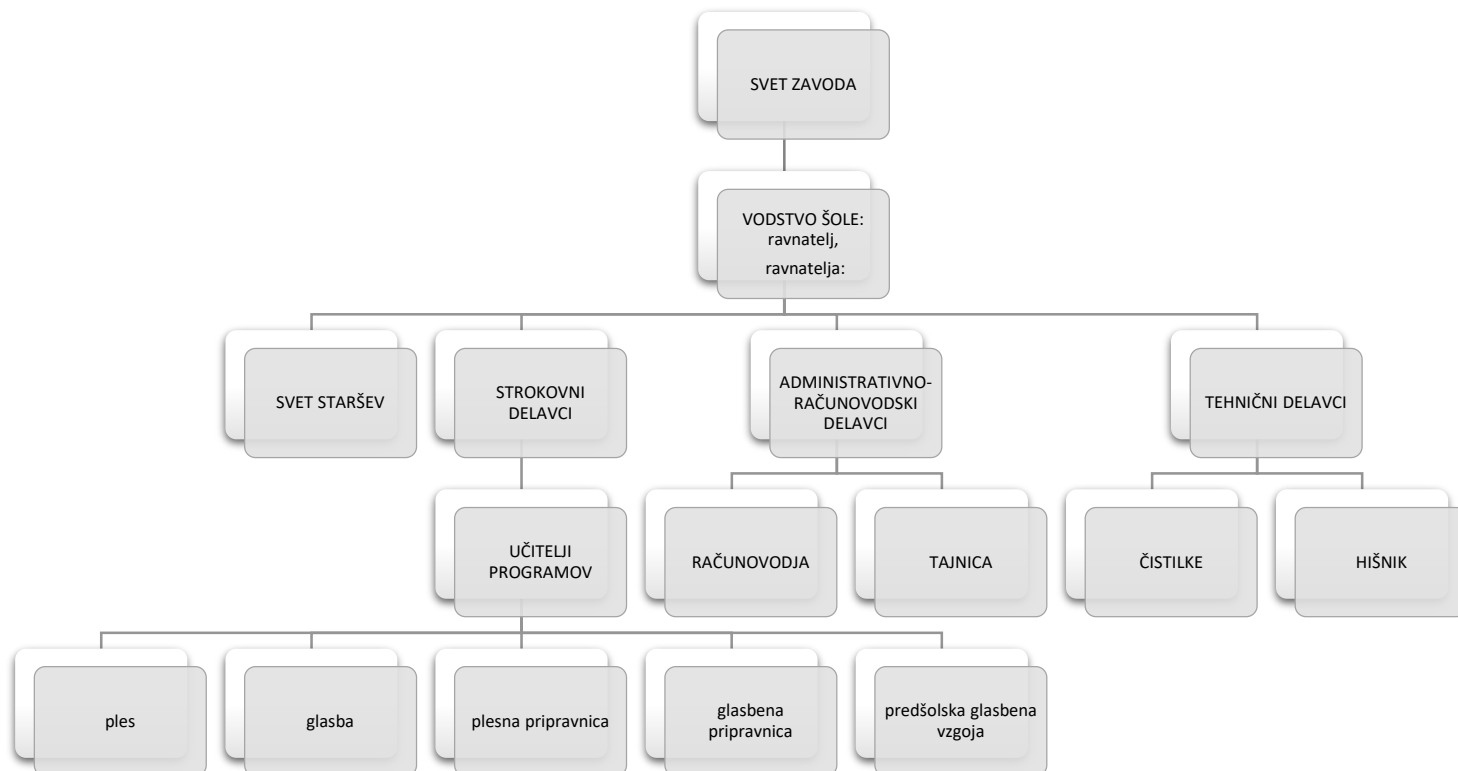 SVET ZAVODA
VODSTVO ŠOLE:
ravnatelj,
ravnatelja:
SVET STARŠEV
STROKOVNI
DELAVCI
ADMINISTRATIVNO-
RAČUNOVODSKI
DELAVCI
TEHNIČNI DELAVCI
UČITELJI
PROGRAMOV
RAČUNOVODJA
TAJNICA
ČISTILKE
HIŠNIK
ples
glasba
plesna pripravnica
glasbena
pripravnica
predšolska glasbena
vzgoja